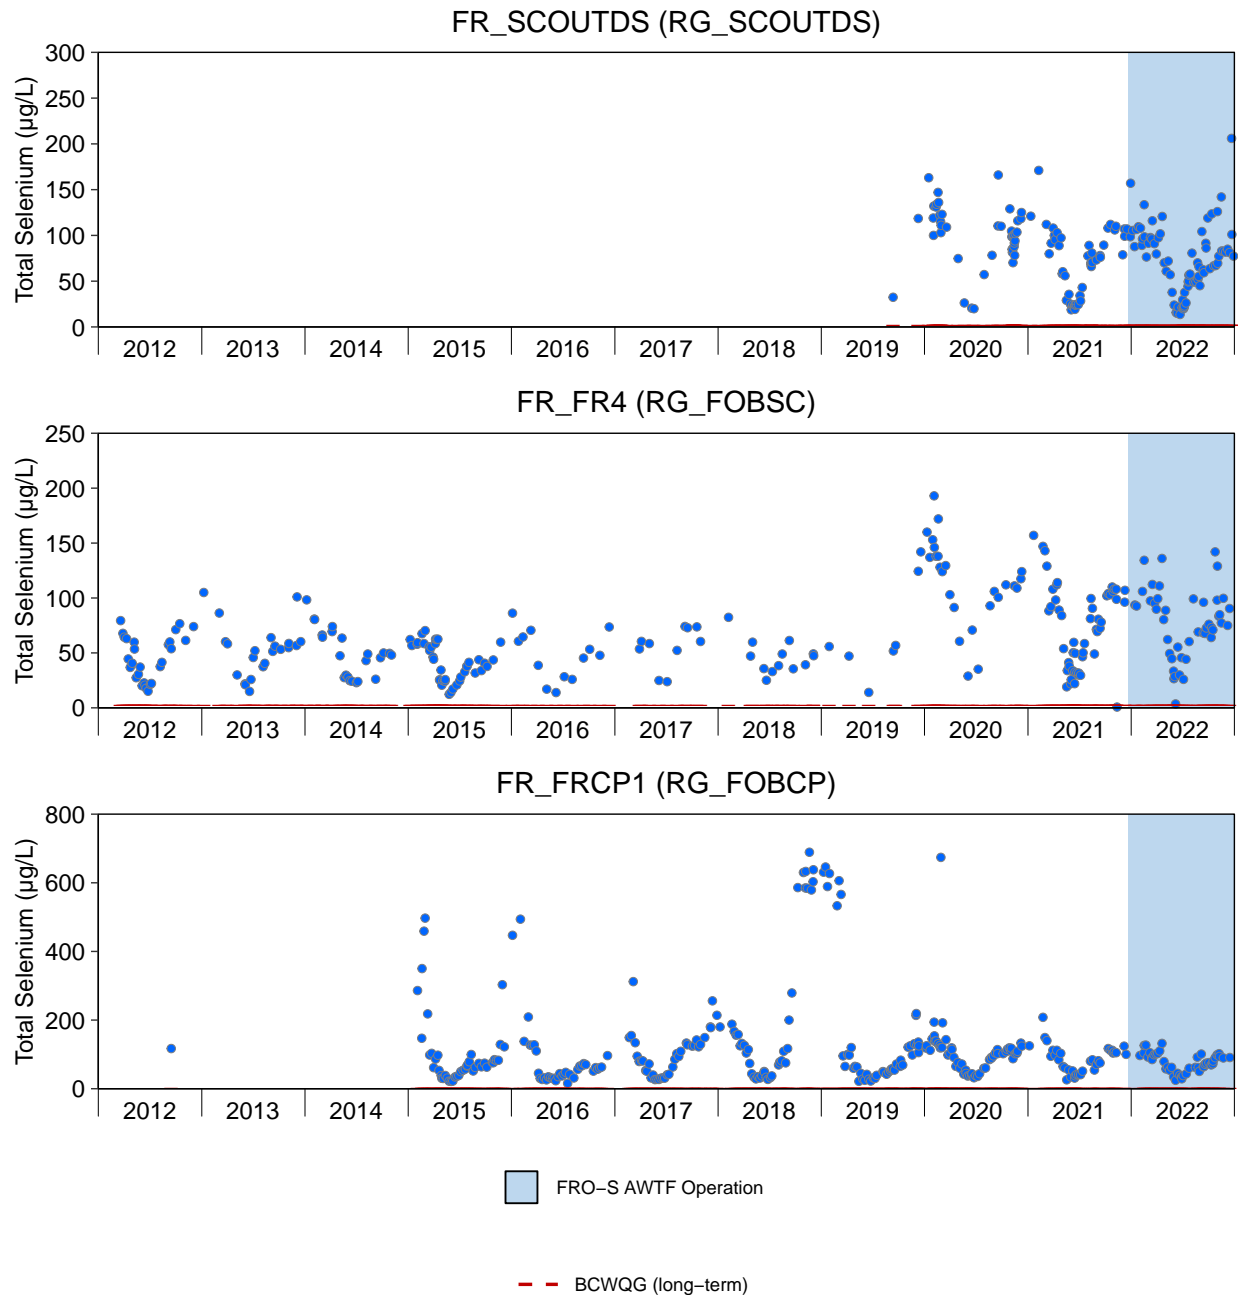 FR_SCOUTDS (RG_SCOUTDS)
Total Selenium (µg/L)
300
250
200
150
100
50
0
2012 2013 2014 2015 2016 2017 2018 2019 2020 2021 2022
FR_FR4 (RG_FOBSC)
Total Selenium (µg/L)
250
200
150
100
50
0
2012 2013 2014 2015 2016 2017 2018 2019 2020 2021 2022
FR_FRCP1 (RG_FOBCP)
Total Selenium (µg/L)
800
600
400
200
0
2012 2013 2014 2015 2016 2017 2018 2019 2020 2021 2022
FRO−S AWTF Operation
BCWQG (long−term)